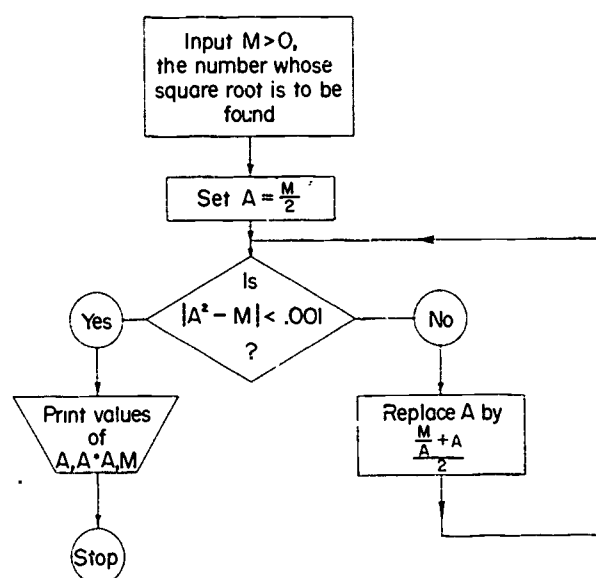 Input M>0,
the number whose
square root is to be
found
Set A = M/2
Is
|A² − M| < .001
?
Yes
No
Print values
of
A, A·A, M
Replace A by
M/A + A
2
Stop